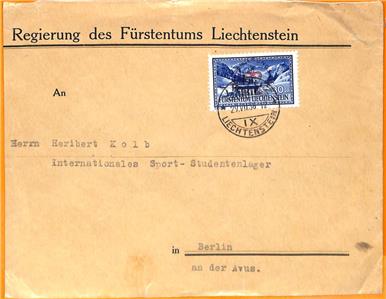 Regierung des Fürstentums Liechtenstein
An
FÜRSTENTUM LIECHTENSTEIN
IX
LIECHTENSTEIN
Herrn Heribert K o l b
Internationales Sport-Studentenlager
in Berlin
an der Avus.